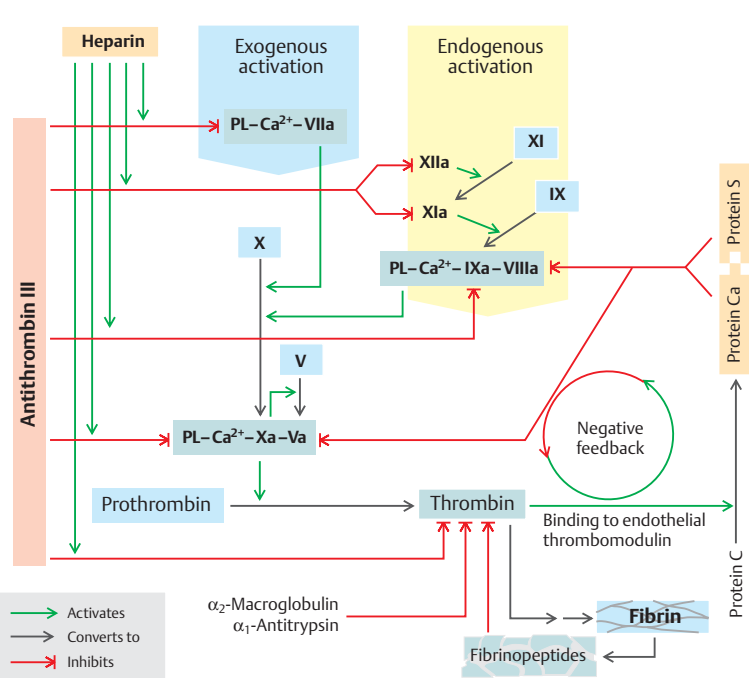 Heparin
Exogenous
activation
Endogenous
activation
PL–Ca²⁺–VIIa
XI
XIIa
IX
XIa
Protein S
X
PL–Ca²⁺–IXa–VIIIa
Antithrombin III
Protein Ca
V
PL–Ca²⁺–Xa–Va
Negative
feedback
Prothrombin
Thrombin
Binding to endothelial
thrombomodulin
Protein C
α₂-Macroglobulin
α₁-Antitrypsin
Fibrin
Fibrinopeptides
Activates
Converts to
Inhibits